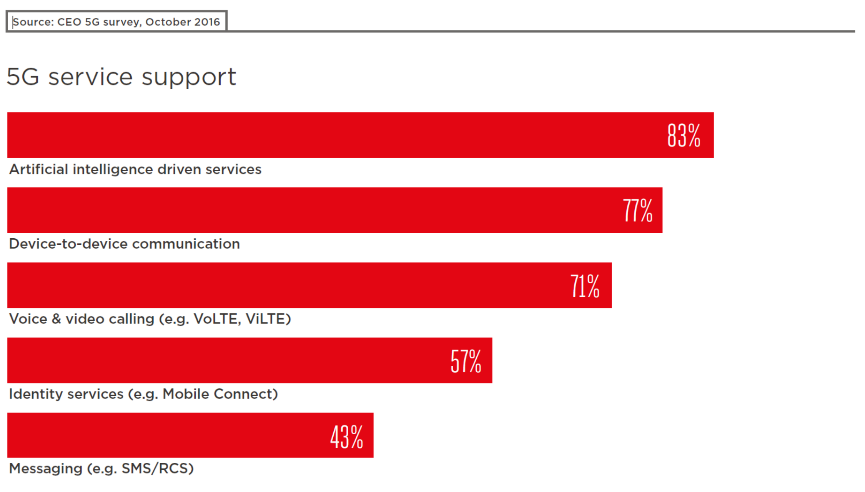 Source: CEO 5G survey, October 2016
5G service support
83%
Artificial intelligence driven services
77%
Device-to-device communication
71%
Voice & video calling (e.g. VoLTE, ViLTE)
57%
Identity services (e.g. Mobile Connect)
43%
Messaging (e.g. SMS/RCS)